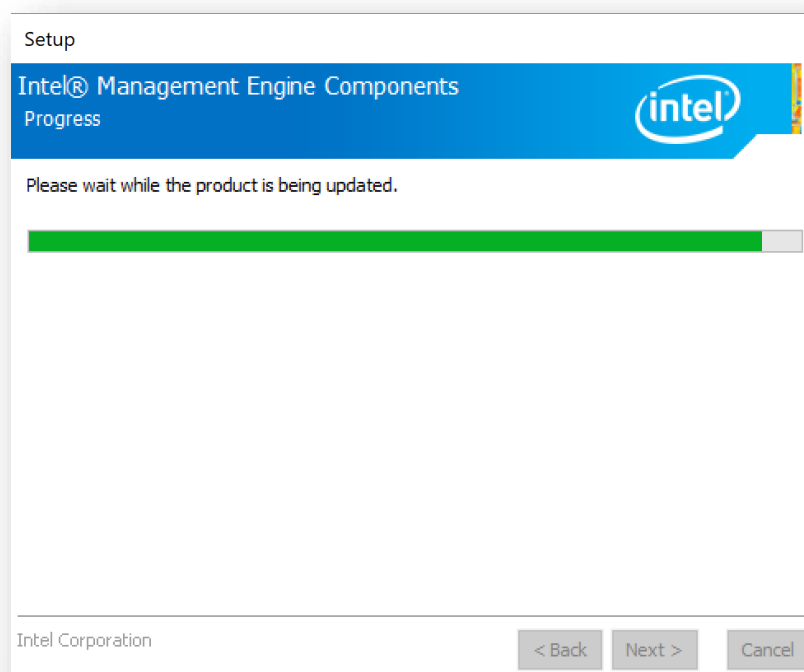 Setup
Intel® Management Engine Components
Progress
intel
Please wait while the product is being updated.
Intel Corporation
< Back Next > Cancel